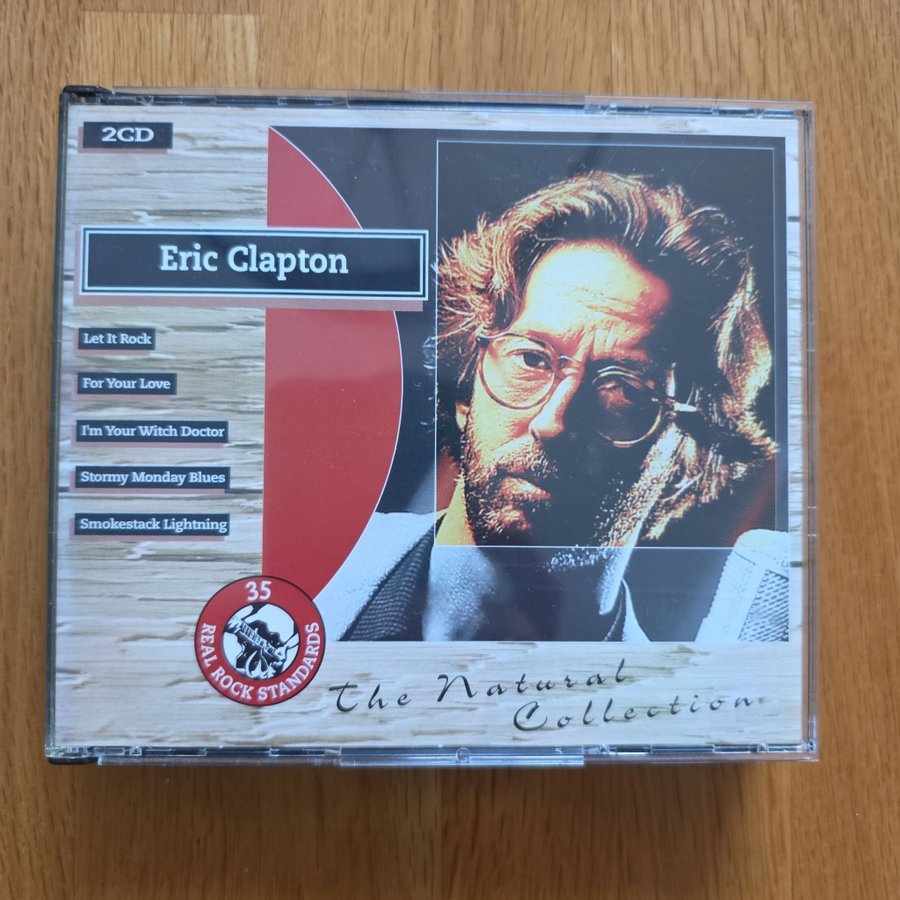 2CD
Eric Clapton
Let It Rock
For Your Love
I'm Your Witch Doctor
Stormy Monday Blues
Smokestack Lightning
35
REAL ROCK STANDARDS
The Natural
Collection